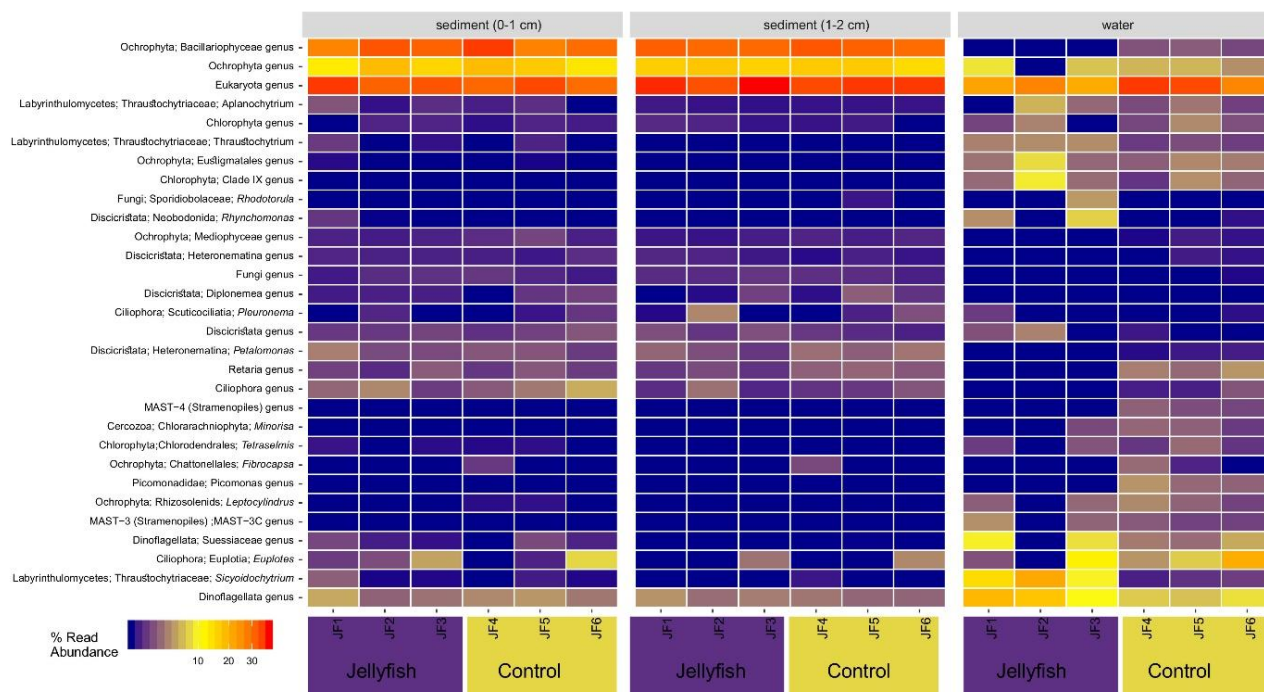 sediment (0-1 cm) sediment (1-2 cm) water
Ochrophyta; Bacillariophyceae genus
Ochrophyta genus
Eukaryota genus
Labyrinthulomycetes; Thraustochytriaceae; Aplanochytrium
Chlorophyta genus
Labyrinthulomycetes; Thraustochytriaceae; Thraustochytrium
Ochrophyta; Eustigmatales genus
Chlorophyta; Clade IX genus
Fungi; Sporidiobolaceae; Rhodotorula
Discicristata; Neobodonida; Rhynchomonas
Ochrophyta; Mediophyceae genus
Discicristata; Heteronematina genus
Fungi genus
Discicristata; Diplonemea genus
Ciliophora; Scuticociliatia; Pleuronema
Discicristata genus
Discicristata; Heteronematina; Petalomonas
Retaria genus
Ciliophora genus
MAST-4 (Stramenopiles) genus
Cercozoa; Chlorarachniophyta; Minorisa
Chlorophyta;Chlorodendrales; Tetraselmis
Ochrophyta; Chattonellales; Fibrocapsa
Picomonadidae; Picomonas genus
Ochrophyta; Rhizosolenids; Leptocylindrus
MAST-3 (Stramenopiles) ;MAST-3C genus
Dinoflagellata; Suessiaceae genus
Ciliophora; Euplotia; Euplotes
Labyrinthulomycetes; Thraustochytriaceae; Sicyoidochytrium
Dinoflagellata genus
JF1 JF2 JF3 JF4 JF5 JF6 JF1 JF2 JF3 JF4 JF5 JF6 JF1 JF2 JF3 JF4 JF5 JF6
% Read
Abundance
10 20 30
Jellyfish Control Jellyfish Control Jellyfish Control